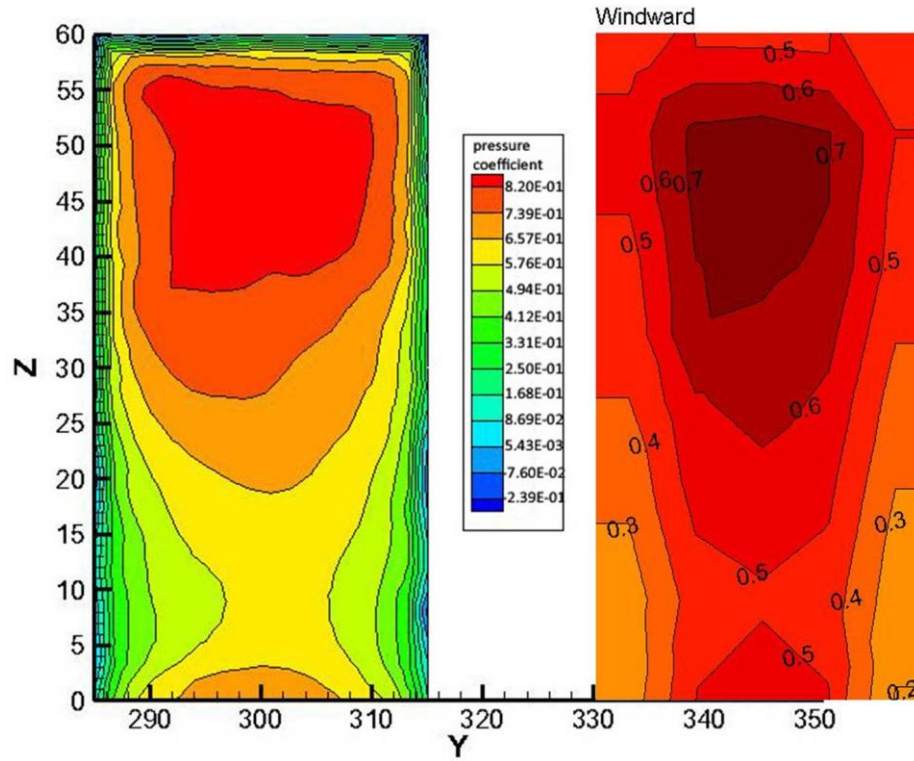 Windward
60
55
50
45
40
35
30
25
20
15
10
5
0
Z
290
300
310
320
330
340
350
Y
pressure
coefficient
8.20E-01
7.39E-01
6.57E-01
5.76E-01
4.94E-01
4.12E-01
3.31E-01
2.50E-01
1.68E-01
8.69E-02
5.43E-03
-7.60E-02
-2.39E-01
0.5
0.6
0.7
0.6
0.7
0.5
0.5
0.6
0.4
0.3
0.3
0.5
0.4
0.5
0.2